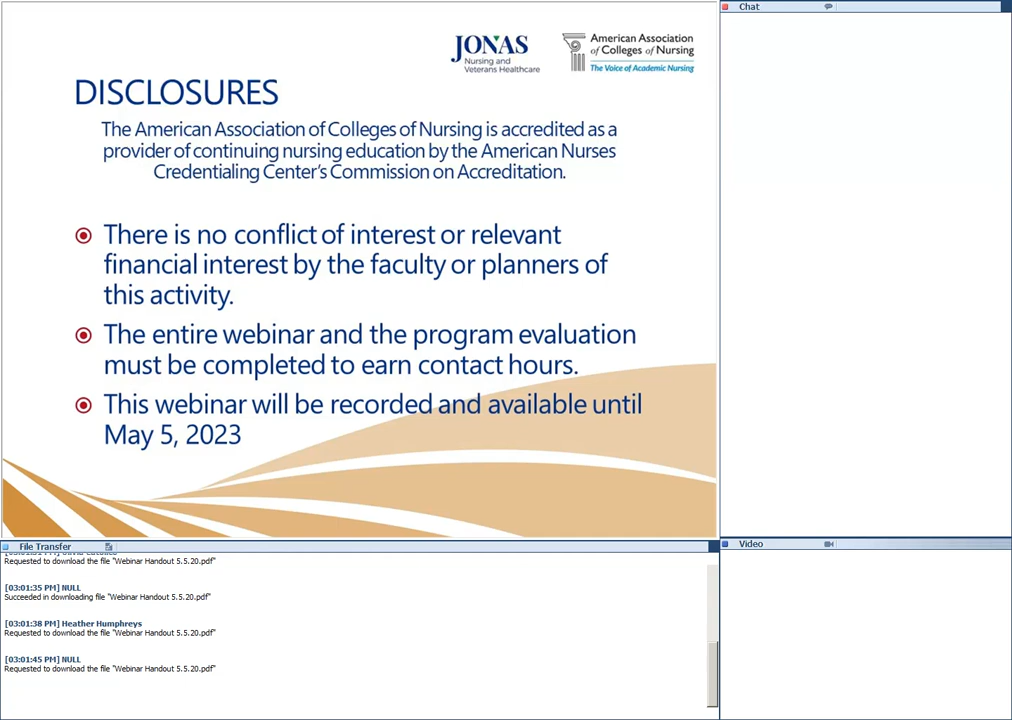 JONAS
Nursing and
Veterans Healthcare
American Association
of Colleges of Nursing
The Voice of Academic Nursing
DISCLOSURES
The American Association of Colleges of Nursing is accredited as a
provider of continuing nursing education by the American Nurses
Credentialing Center's Commission on Accreditation.
There is no conflict of interest or relevant
financial interest by the faculty or planners of
this activity.
The entire webinar and the program evaluation
must be completed to earn contact hours.
This webinar will be recorded and available until
May 5, 2023
Chat
File Transfer
Requested to download the file "Webinar Handout 5.5.20.pdf"
[03:01:35 PM] NULL
Succeeded in downloading file "Webinar Handout 5.5.20.pdf"
[03:01:38 PM] Heather Humphreys
Requested to download the file "Webinar Handout 5.5.20.pdf"
[03:01:45 PM] NULL
Requested to download the file "Webinar Handout 5.5.20.pdf"
Video